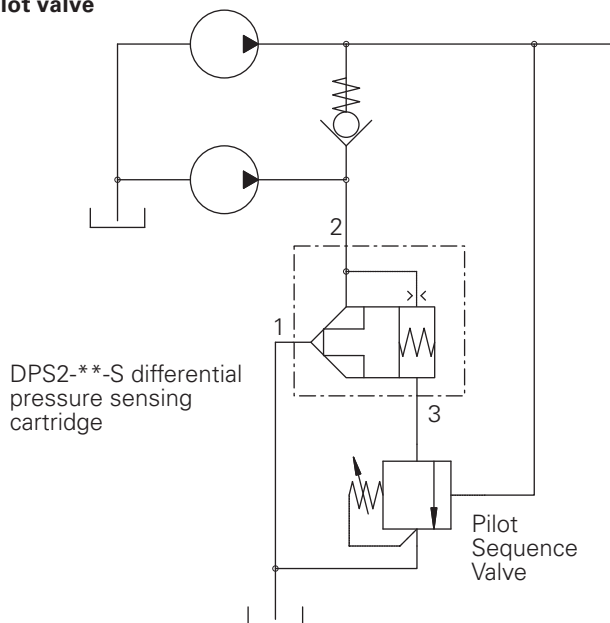 lot valve
2
1
DPS2-**-S differential
pressure sensing
cartridge
3
Pilot
Sequence
Valve